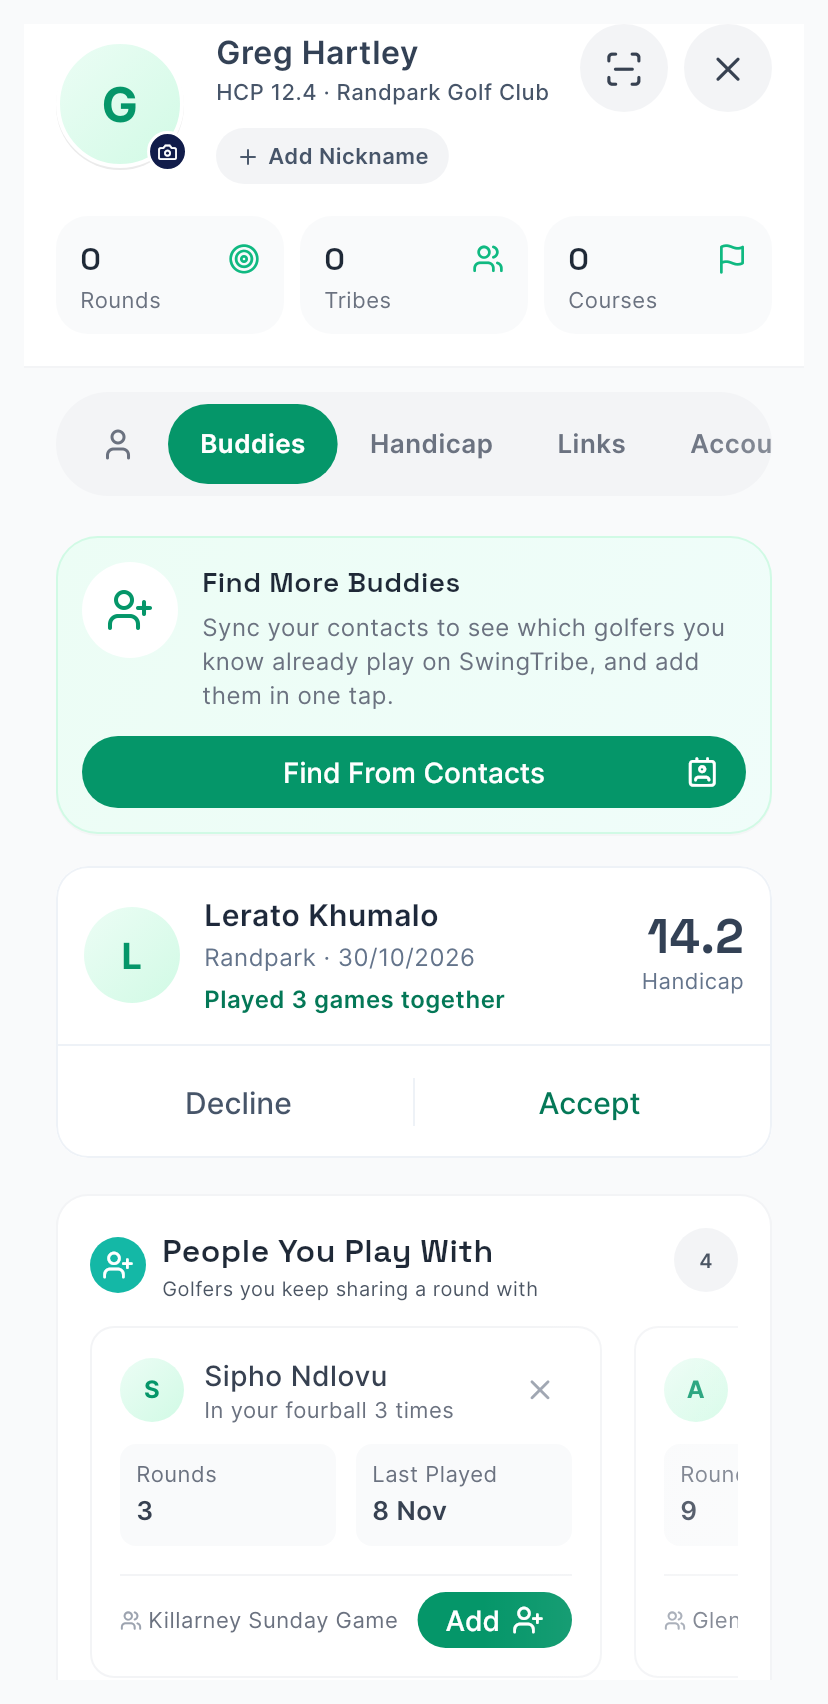 G
Greg Hartley
HCP 12.4 · Randpark Golf Club
+ Add Nickname
0
Rounds
0
Tribes
0
Courses
Buddies
Handicap
Links
Accou
Find More Buddies
Sync your contacts to see which golfers you
know already play on SwingTribe, and add
them in one tap.
Find From Contacts
L
Lerato Khumalo
Randpark · 30/10/2026
Played 3 games together
14.2
Handicap
Decline
Accept
People You Play With
Golfers you keep sharing a round with
4
S
Sipho Ndlovu
In your fourball 3 times
Rounds
3
Last Played
8 Nov
Killarney Sunday Game
Add
A
Roun
9
Glen